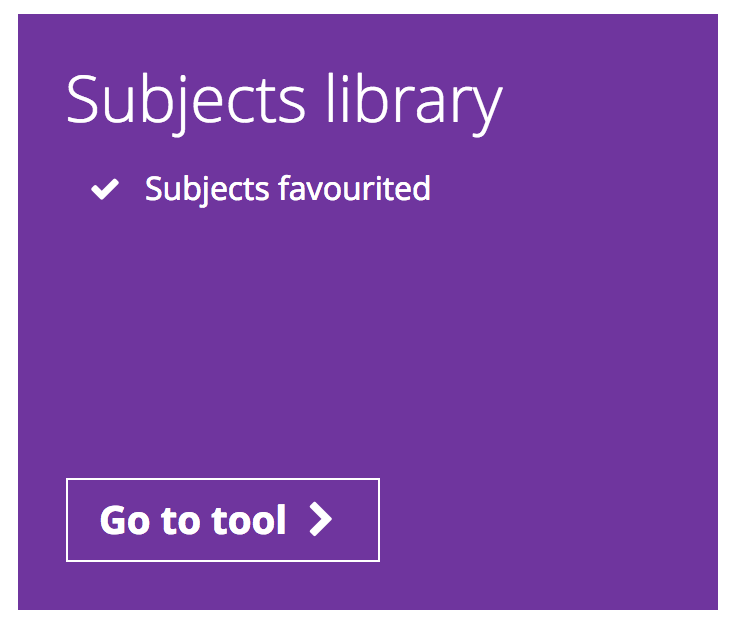 Subjects library
Subjects favourited
Go to tool